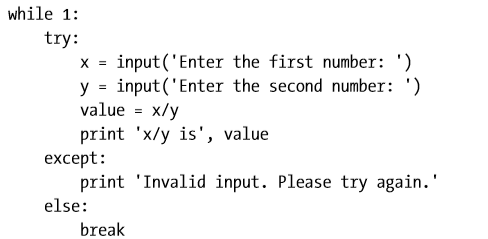 while 1:
    try:
        x = input('Enter the first number: ')
        y = input('Enter the second number: ')
        value = x/y
        print 'x/y is', value
    except:
        print 'Invalid input. Please try again.'
    else:
        break